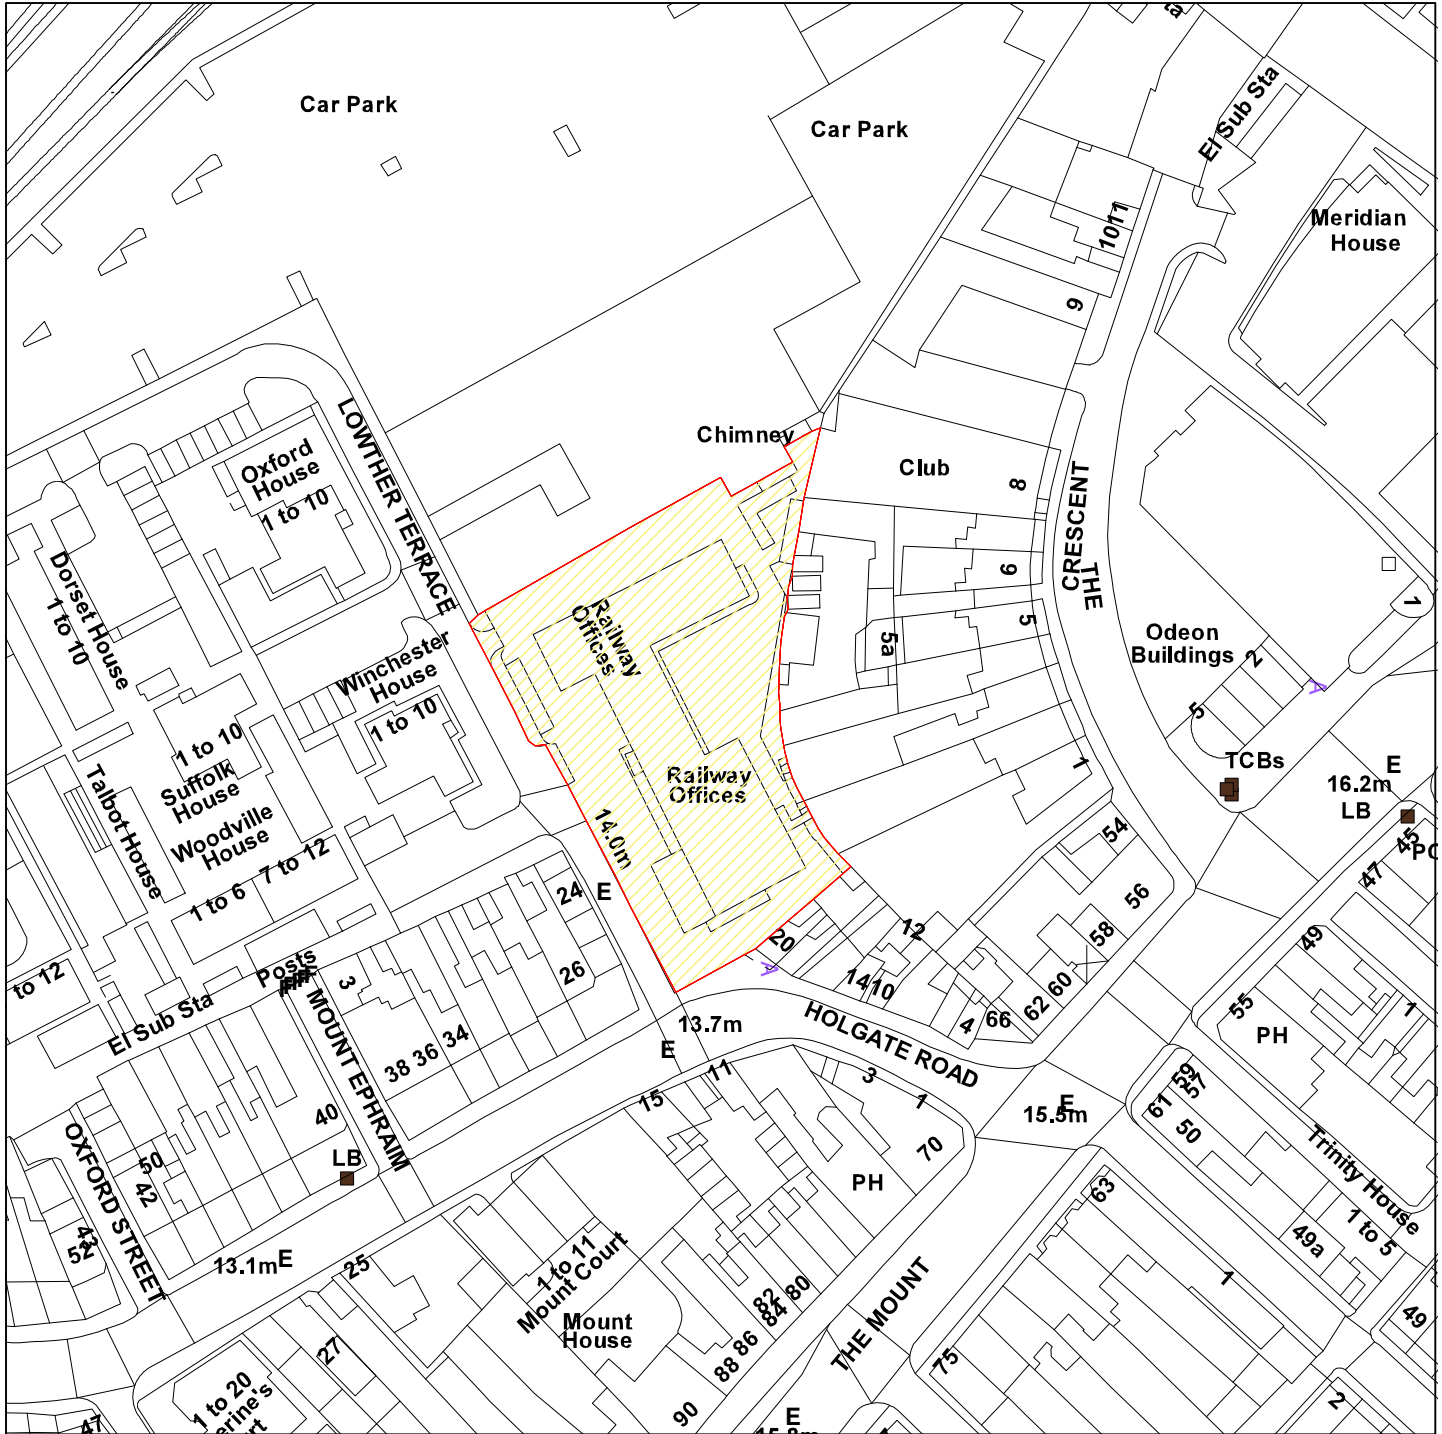 Car Park
Car Park
El Sub Sta
Meridian
House
10
11
9
Chimney
Club
8
THE
CRESCENT
LOWTHER TERRACE
Oxford
House
1 to 10
Dorset House
1 to 10
Winchester
House
1 to 10
Railway
Offices
Railway
Offices
14.0m
6
5
5a
1
Odeon
Buildings
2
5
1
A
TCBs
E
16.2m
LB
45
47
PO
1 to 10
Suffolk
House
Woodville
House
Talbot House
1 to 6
7 to 12
to 12
El Sub Sta
Posts
3
MOUNT EPHRAIM
24
E
26
34
36
38
40
20
A
12
14
10
4
66
62
60
58
56
54
HOLGATE ROAD
13.7m
E
11
15
3
1
70
PH
E
15.5m
49
55
PH
1
59
57
61
50
Trinity House
1 to 5
49a
49
1
63
75
2
THE MOUNT
OXFORD STREET
50
42
43
52
LB
13.1m
E
25
27
1 to 11
Mount Court
Mount
House
80
82
84
86
88
90
E
15.8m
1 to 20
47